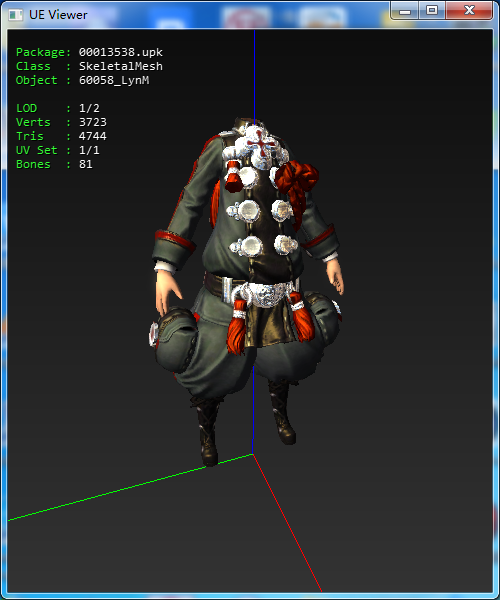 UE Viewer
Package: 00013538.upk
Class : SkeletalMesh
Object : 60058_LynM
LOD : 1/2
Verts : 3723
Tris : 4744
UV Set : 1/1
Bones : 81